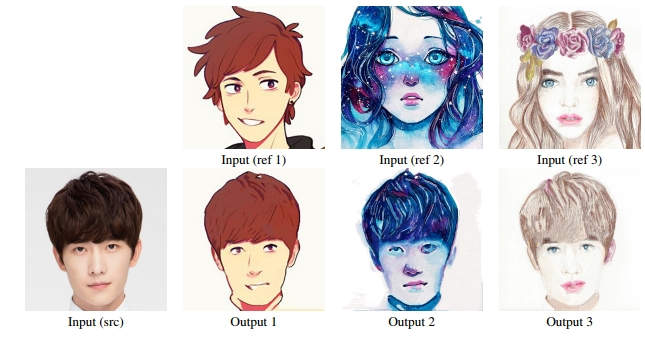 Input (ref 1)
Input (ref 2)
Input (ref 3)
Input (src)
Output 1
Output 2
Output 3